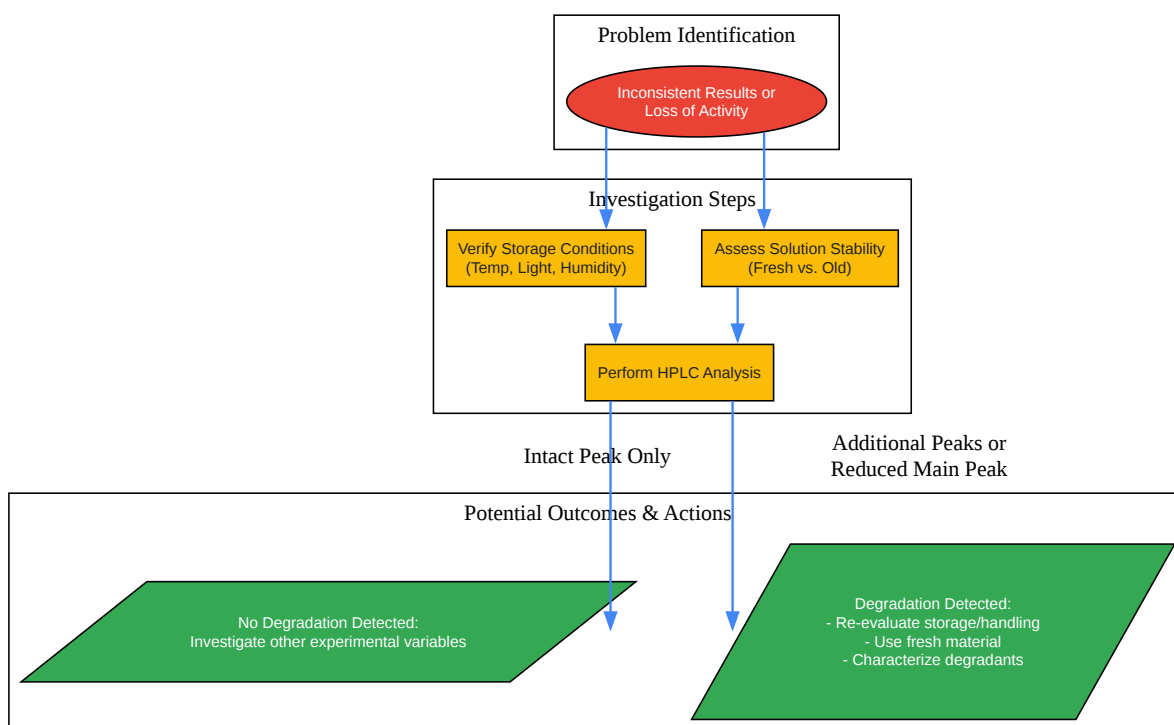 Problem Identification
Inconsistent Results or
Loss of Activity
Investigation Steps
Verify Storage Conditions
(Temp, Light, Humidity)
Assess Solution Stability
(Fresh vs. Old)
Perform HPLC Analysis
Intact Peak Only
Additional Peaks or
Reduced Main Peak
Potential Outcomes & Actions
No Degradation Detected:
Investigate other experimental variables
Degradation Detected:
- Re-evaluate storage/handling
- Use fresh material
- Characterize degradants